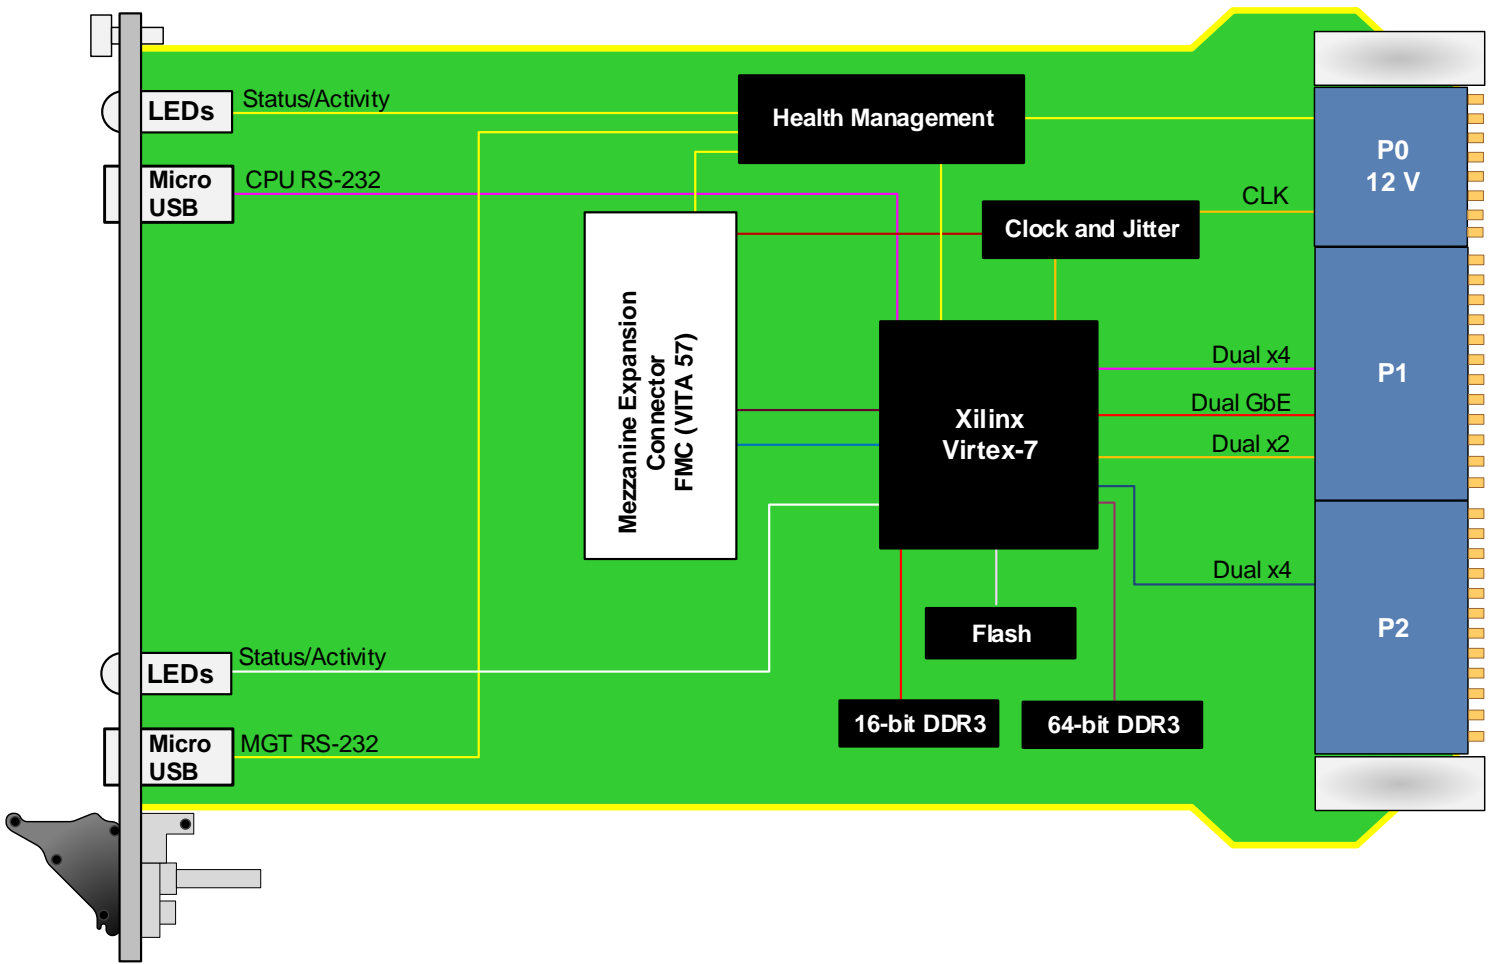 LEDs
Status/Activity
Health Management
P0
12 V
Micro
USB
CPU RS-232
CLK
Clock and Jitter
Mezzanine Expansion
Connector
FMC (VITA 57)
Xilinx
Virtex-7
Dual x4
Dual GbE
Dual x2
P1
Dual x4
P2
Flash
LEDs
Status/Activity
16-bit DDR3
64-bit DDR3
Micro
USB
MGT RS-232